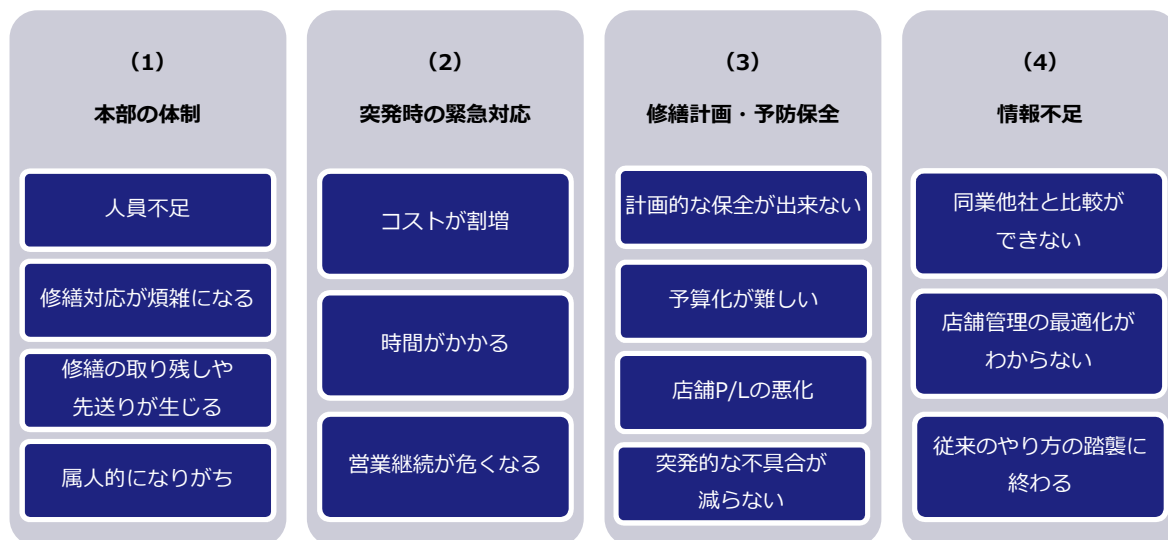 （1）
本部の体制
人員不足
修繕対応が煩雑になる
修繕の取り残しや
先送りが生じる
属人的になりがち
（2）
突発時の緊急対応
コストが割増
時間がかかる
営業継続が危くなる
（3）
修繕計画・予防保全
計画的な保全が出来ない
予算化が難しい
店舗P/Lの悪化
突発的な不具合が
減らない
（4）
情報不足
同業他社と比較が
できない
店舗管理の最適化が
わからない
従来のやり方の踏襲に
終わる